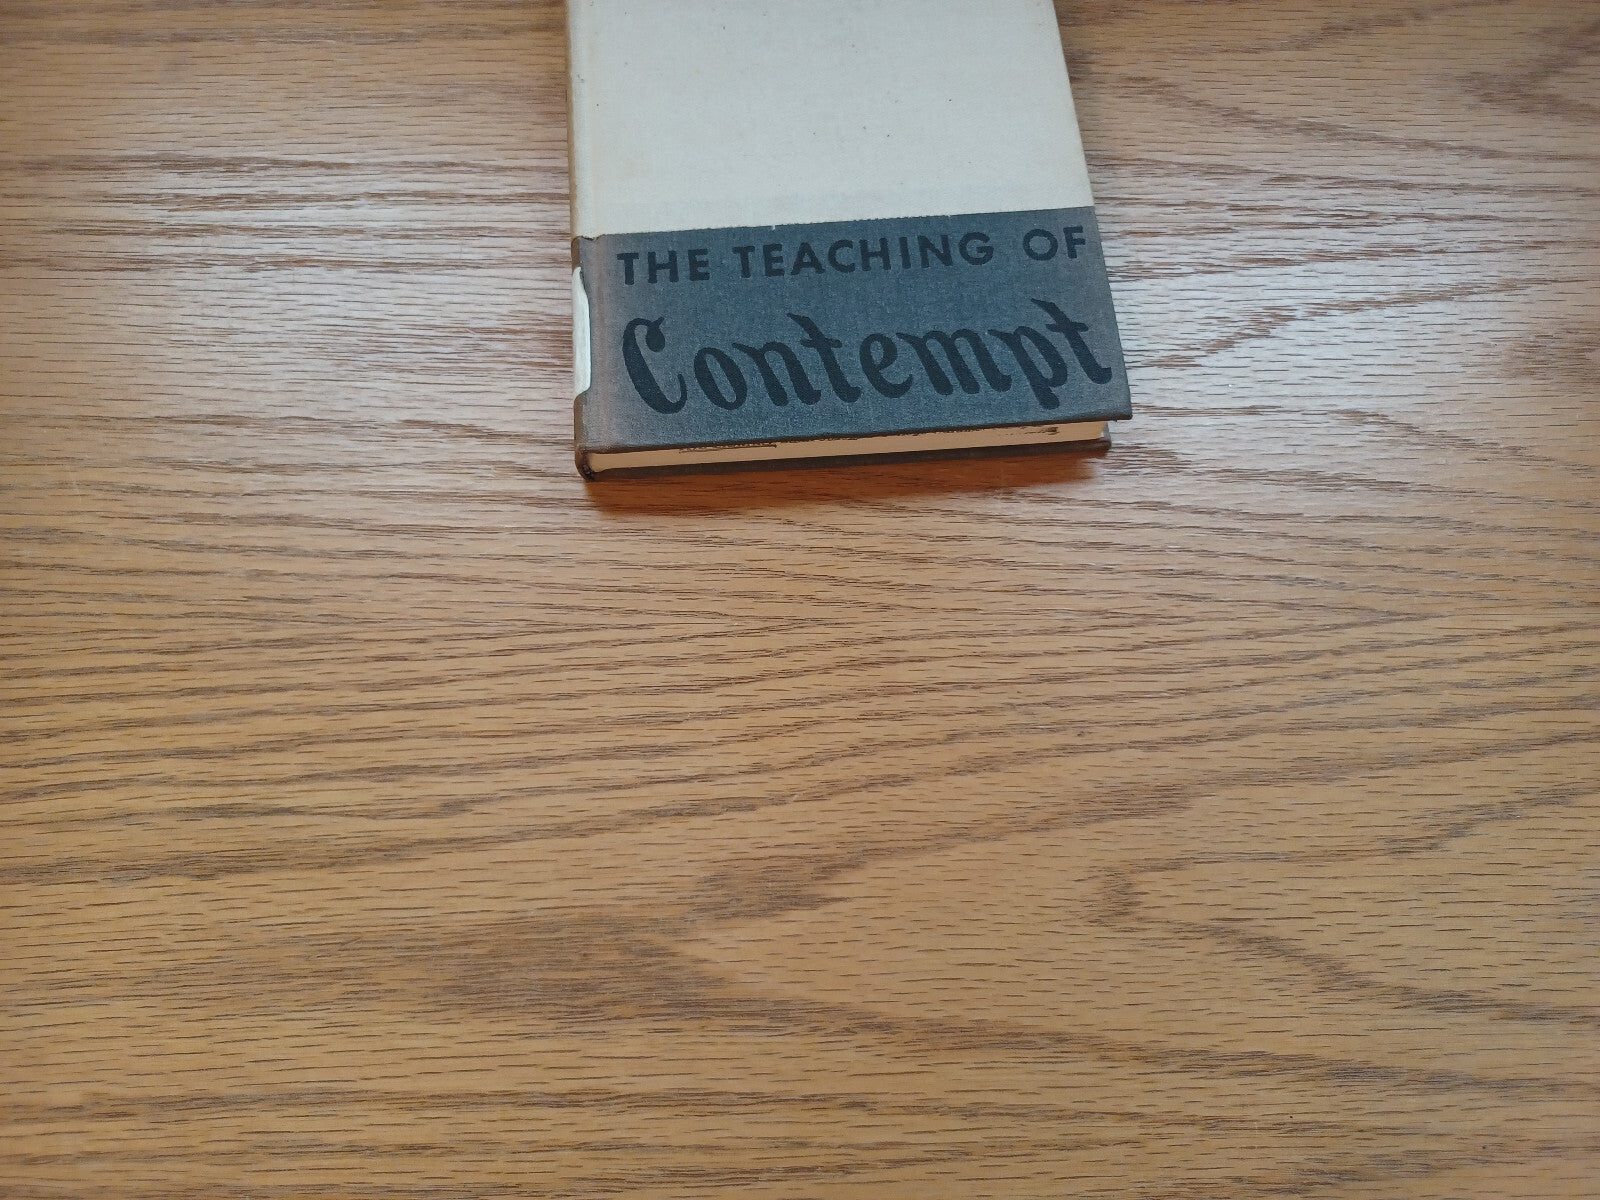 THE TEACHING OF
Contempt